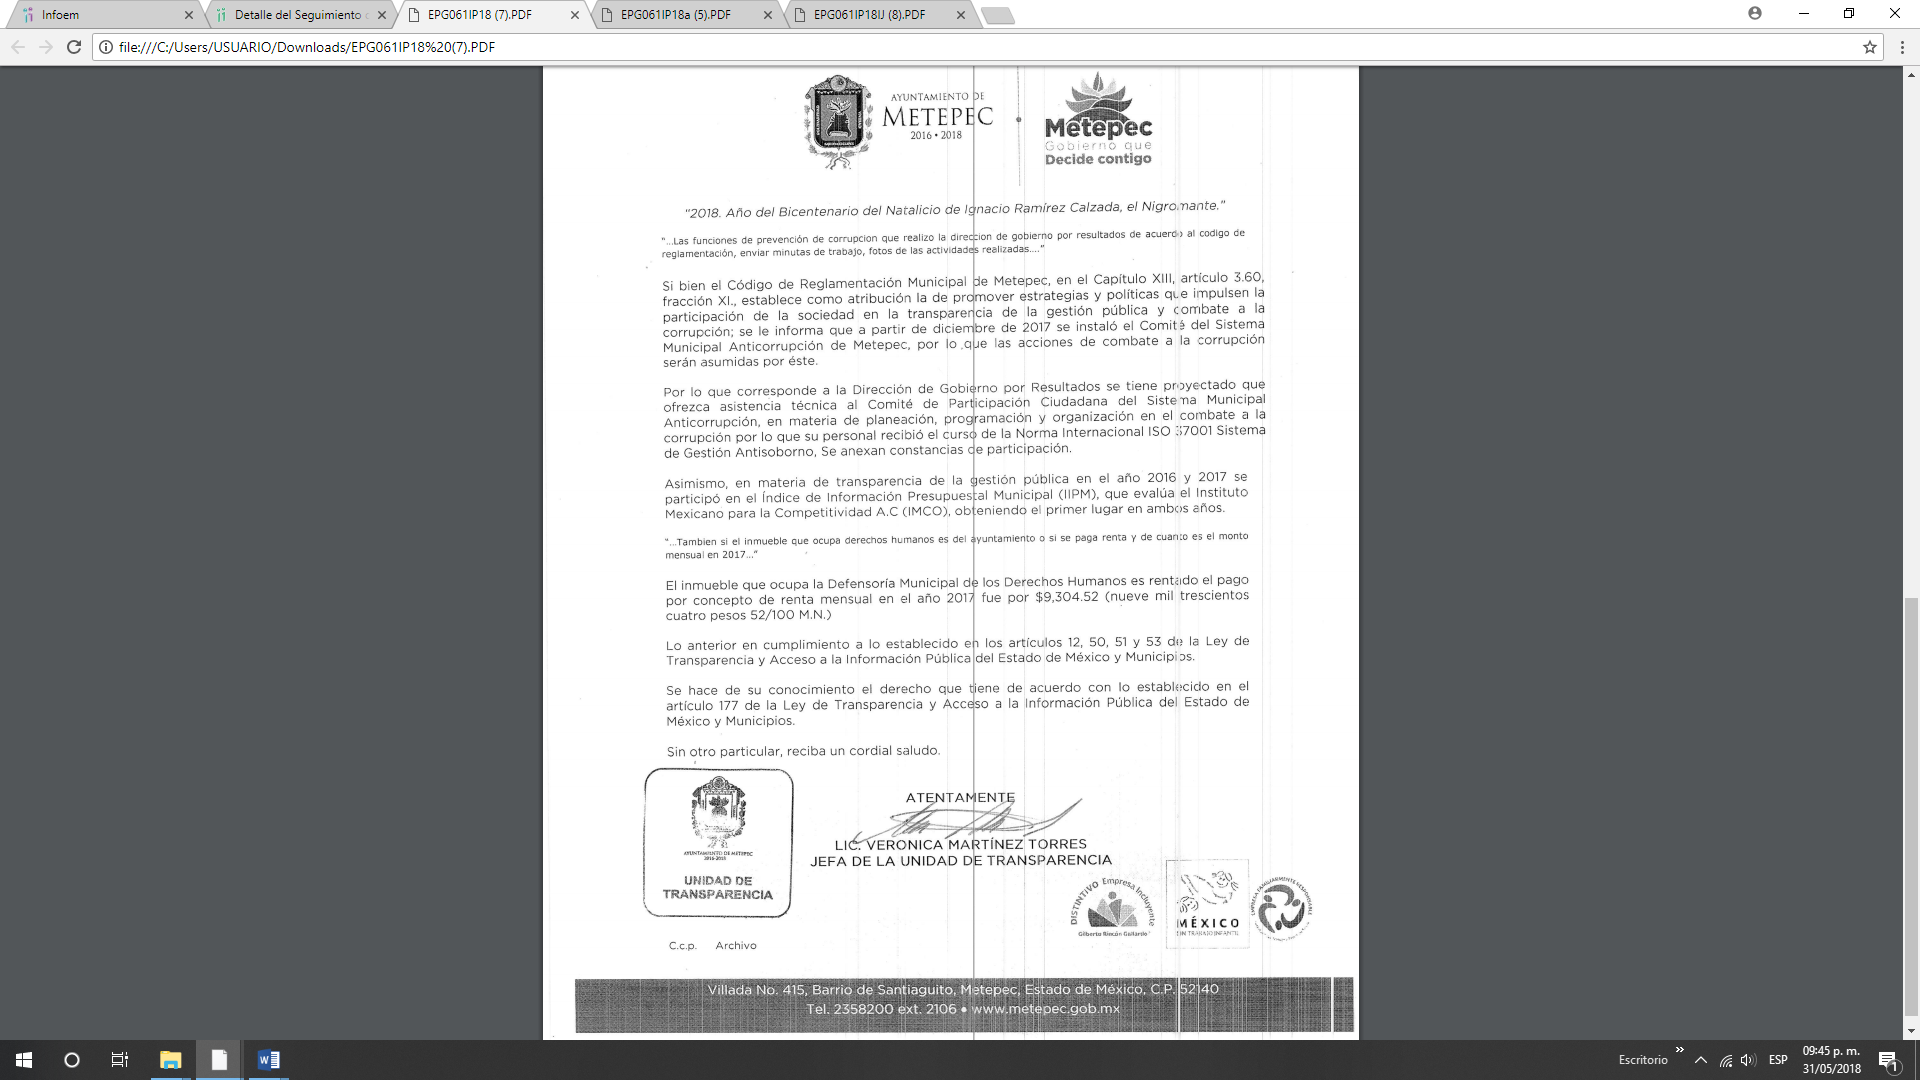 Infoem
Detalle del Seguimiento
EPG061IP18 (7).PDF
EPG061IP18a (5).PDF
EPG061IP18IJ (8).PDF
file:///C:/Users/USUARIO/Downloads/EPG061IP18%20(7).PDF
AYUNTAMIENTO DE
METEPEC
2016 • 2018
Metepec
Gobierno que
Decide contigo
"2018. Año del Bicentenario del Natalicio de Ignacio Ramírez Calzada, el Nigromante."
"...Las funciones de prevención de corrupcion que realizo la direccion de gobierno por resultados de acuerdo al codigo de
reglamentación, enviar minutas de trabajo, fotos de las actividades realizadas...."
Si bien el Código de Reglamentación Municipal de Metepec, en el Capítulo XIII, artículo 3.60,
fracción XI., establece como atribución la de promover estrategias y políticas que impulsen la
participación de la sociedad en la transparencia de la gestión pública y combate a la
corrupción; se le informa que a partir de diciembre de 2017 se instaló el Comité del Sistema
Municipal Anticorrupción de Metepec, por lo que las acciones de combate a la corrupción
serán asumidas por éste.
Por lo que corresponde a la Dirección de Gobierno por Resultados se tiene proyectado que
ofrezca asistencia técnica al Comité de Participación Ciudadana del Sistema Municipal
Anticorrupción, en materia de planeación, programación y organización en el combate a la
corrupción por lo que su personal recibió el curso de la Norma Internacional ISO 37001 Sistema
de Gestión Antisoborno, Se anexan constancias de participación.
Asimismo, en materia de transparencia de la gestión pública en el año 2016 y 2017 se
participó en el Índice de Información Presupuestal Municipal (IIPM), que evalúa el Instituto
Mexicano para la Competitividad A.C (IMCO), obteniendo el primer lugar en ambos años.
"...Tambien si el inmueble que ocupa derechos humanos es del ayuntamiento o si se paga renta y de cuanto es el monto
mensual en 2017..."
El inmueble que ocupa la Defensoría Municipal de los Derechos Humanos es rentado el pago
por concepto de renta mensual en el año 2017 fue por $9,304.52 (nueve mil trescientos
cuatro pesos 52/100 M.N.)
Lo anterior en cumplimiento a lo establecido en los artículos 12, 50, 51 y 53 de la Ley de
Transparencia y Acceso a la Información Pública del Estado de México y Municipios.
Se hace de su conocimiento el derecho que tiene de acuerdo con lo establecido en el
artículo 177 de la Ley de Transparencia y Acceso a la Información Pública del Estado de
México y Municipios.
Sin otro particular, reciba un cordial saludo.
AYUNTAMIENTO DE METEPEC
2016-2018
UNIDAD DE
TRANSPARENCIA
ATENTAMENTE
LIC. VERONICA MARTÍNEZ TORRES
JEFA DE LA UNIDAD DE TRANSPARENCIA
DISTINTIVO Empresa Incluyente
Gilberto Rincón Gallardo
MÉXICO
SIN TRABAJO INFANTIL
EMPRESA FAMILIARMENTE RESPONSABLE
C.c.p. Archivo
Villada No. 415, Barrio de Santiaguito, Metepec, Estado de México, C.P. 52140
Tel. 2358200 ext. 2106 • www.metepec.gob.mx
Escritorio
ESP
09:45 p. m.
31/05/2018
1